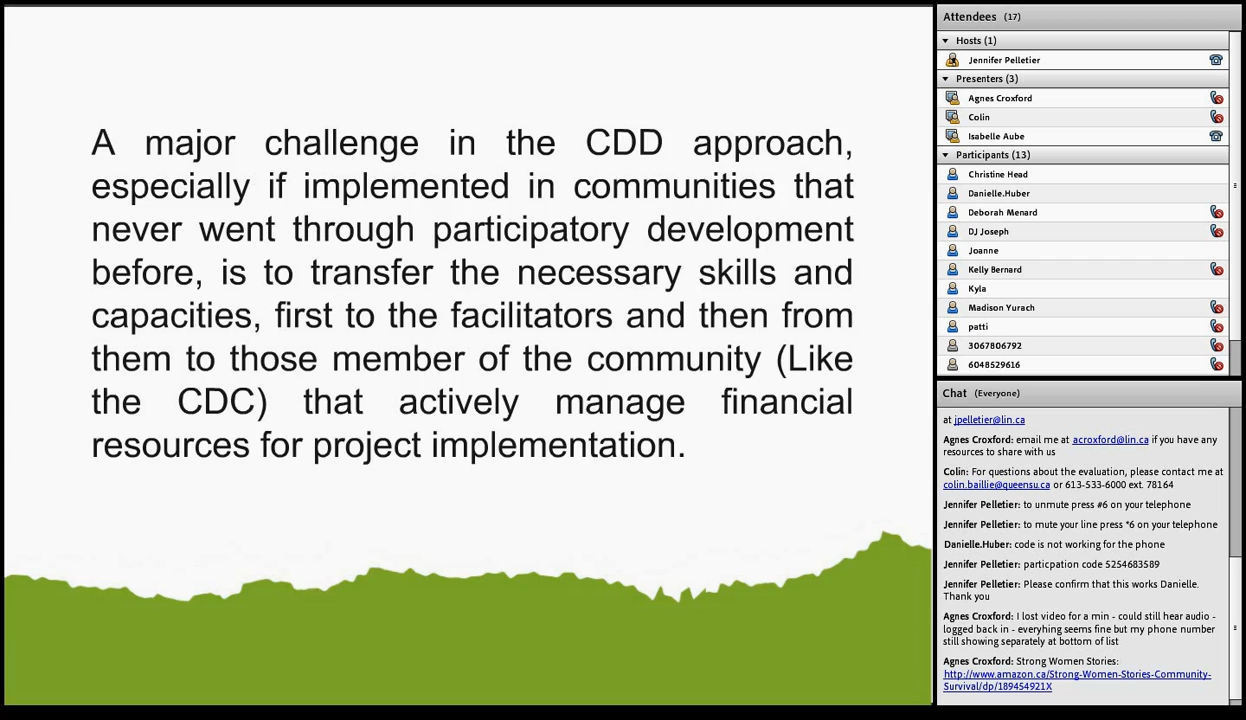 A major challenge in the CDD approach,
especially if implemented in communities that
never went through participatory development
before, is to transfer the necessary skills and
capacities, first to the facilitators and then from
them to those member of the community (Like
the CDC) that actively manage financial
resources for project implementation.
Attendees (17)
Hosts (1)
Jennifer Pelletier
Presenters (3)
Agnes Croxford
Colin
Isabelle Aube
Participants (13)
Christine Head
Danielle.Huber
Deborah Menard
DJ Joseph
Joanne
Kelly Bernard
Kyla
Madison Yurach
patti
3067806792
6048529616
Chat (Everyone)
at jpelletier@lin.ca
Agnes Croxford: email me at acroxford@lin.ca if you have any
resources to share with us
Colin: For questions about the evaluation, please contact me at
colin.baillie@queensu.ca or 613-533-6000 ext. 78164
Jennifer Pelletier: to unmute press #6 on your telephone
Jennifer Pelletier: to mute your line press *6 on your telephone
Danielle.Huber: code is not working for the phone
Jennifer Pelletier: particpation code 5254683589
Jennifer Pelletier: Please confirm that this works Danielle.
Thank you
Agnes Croxford: I lost video for a min - could still hear audio -
logged back in - everyhing seems fine but my phone number
still showing separately at bottom of list
Agnes Croxford: Strong Women Stories:
http://www.amazon.ca/Strong-Women-Stories-Community-
Survival/dp/189454921X